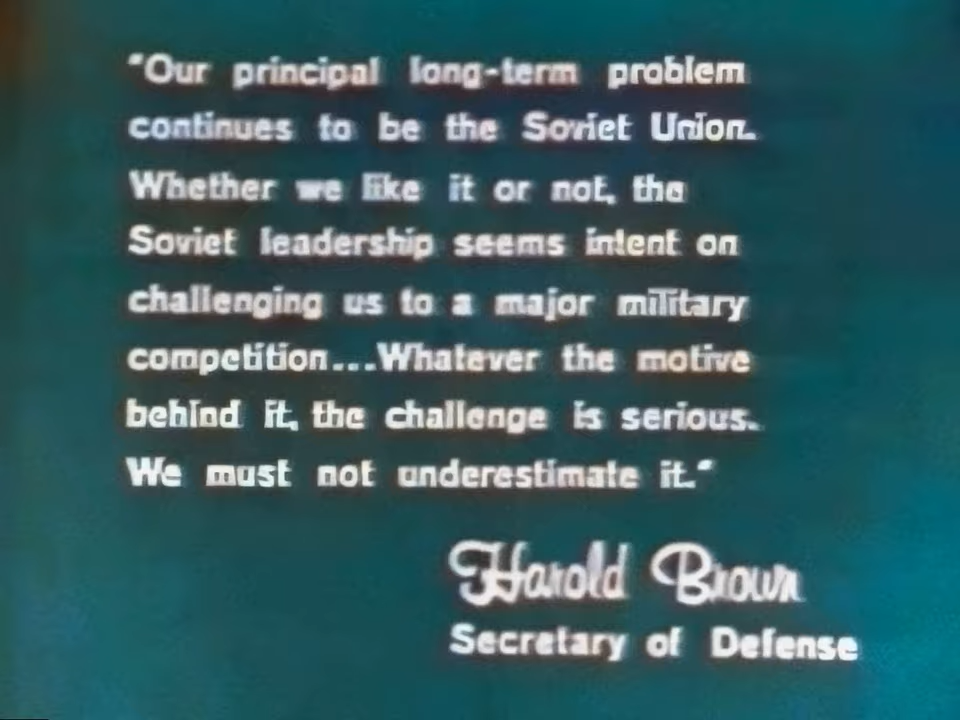 "Our principal long-term problem
continues to be the Soviet Union.
Whether we like it or not, the
Soviet leadership seems intent on
challenging us to a major military
competition...Whatever the motive
behind it, the challenge is serious.
We must not underestimate it."
Harold Brown
Secretary of Defense